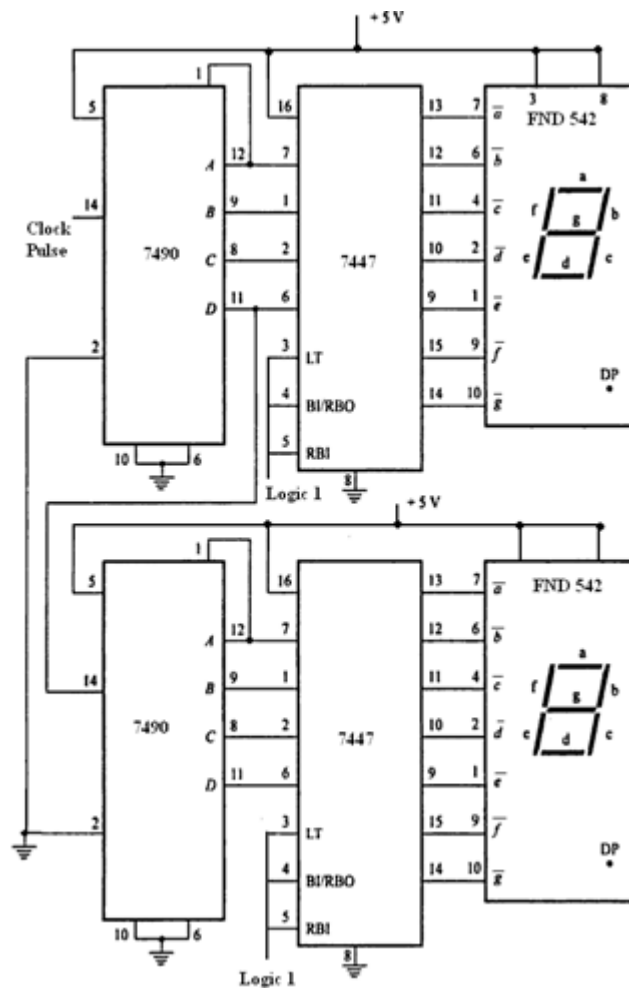 + 5 V
1
5
16
13 7 a
3 8
FND 542
A 12 7
12 6 b
a
f b
g
e c
d
14
Clock
Pulse
B 9 1
11 4 c
7490
C 8 2
7447
10 2 d
D 11 6
9 1 e
2
3 LT
15 9 f
DP
4 BI/RBO
14 10 g
5 RBI
10 6
8
Logic 1
+ 5 V
1
5
16
13 7 a
FND 542
A 12 7
12 6 b
a
f b
g
e c
d
14
B 9 1
11 4 c
7490
C 8 2
7447
10 2 d
D 11 6
9 1 e
2
3 LT
15 9 f
DP
4 BI/RBO
14 10 g
5 RBI
10 6
8
Logic 1